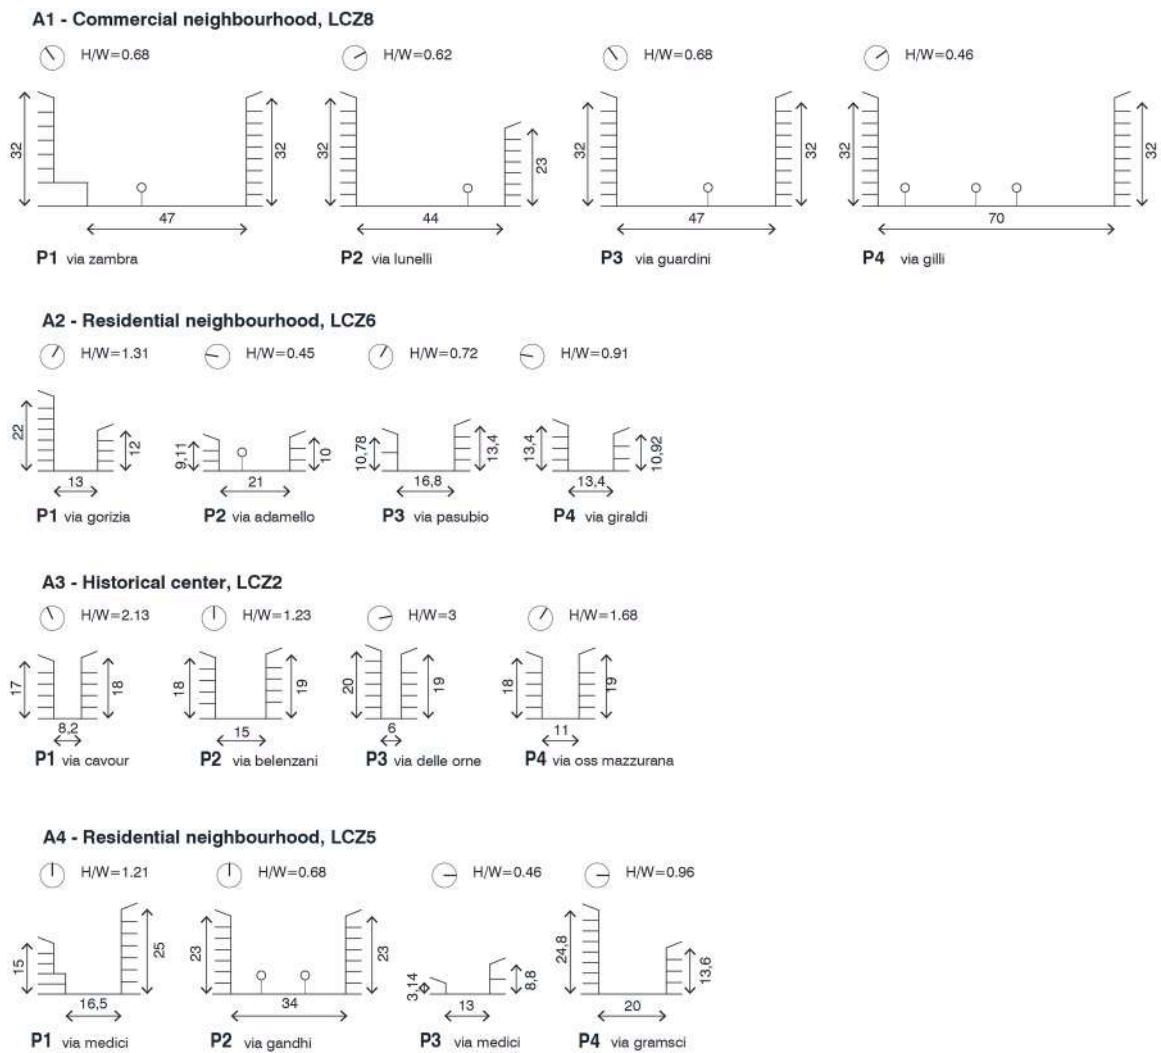 A1 - Commercial neighbourhood, LCZ8
H/W=0.68 H/W=0.62 H/W=0.68 H/W=0.46
32 32 32 23 32 32 32 32
47 44 47 70
P1 via zambra P2 via lunelli P3 via guardini P4 via gilli
A2 - Residential neighbourhood, LCZ6
H/W=1.31 H/W=0.45 H/W=0.72 H/W=0.91
22 12 9,11 10 10,78 13,4 13,4 10,92
13 21 16,8 13,4
P1 via gorizia P2 via adamello P3 via pasubio P4 via giraldi
A3 - Historical center, LCZ2
H/W=2.13 H/W=1.23 H/W=3 H/W=1.68
17 18 18 19 20 19 18 19
8,2 15 6 11
P1 via cavour P2 via belenzani P3 via delle orne P4 via oss mazzurana
A4 - Residential neighbourhood, LCZ5
H/W=1.21 H/W=0.68 H/W=0.46 H/W=0.96
15 25 23 23 3,14 8,8 24,8 13,6
16,5 34 13 20
P1 via medici P2 via gandhi P3 via medici P4 via gramsci